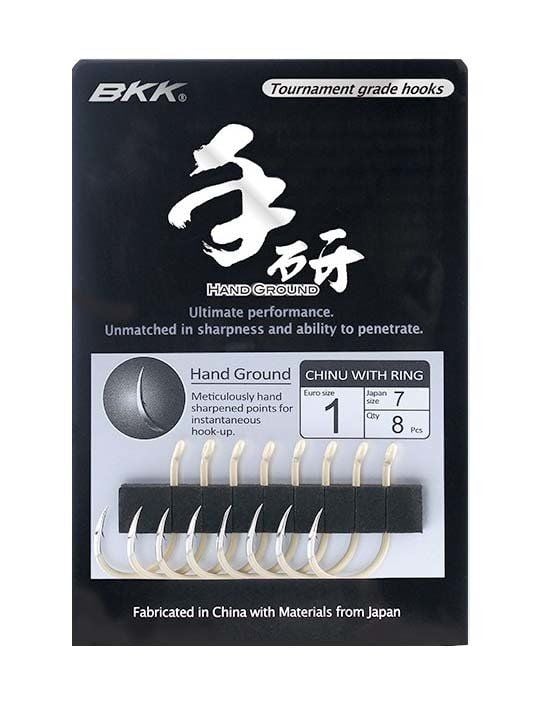 BKK®
Tournament grade hooks
手研
HAND GROUND
Ultimate performance.
Unmatched in sharpness and ability to penetrate.
Hand Ground
Meticulously hand
sharpened points for
instantaneous
hook-up.
CHINU WITH RING
Euro size
1
Japan size 7
Qty 8 Pcs
Fabricated in China with Materials from Japan